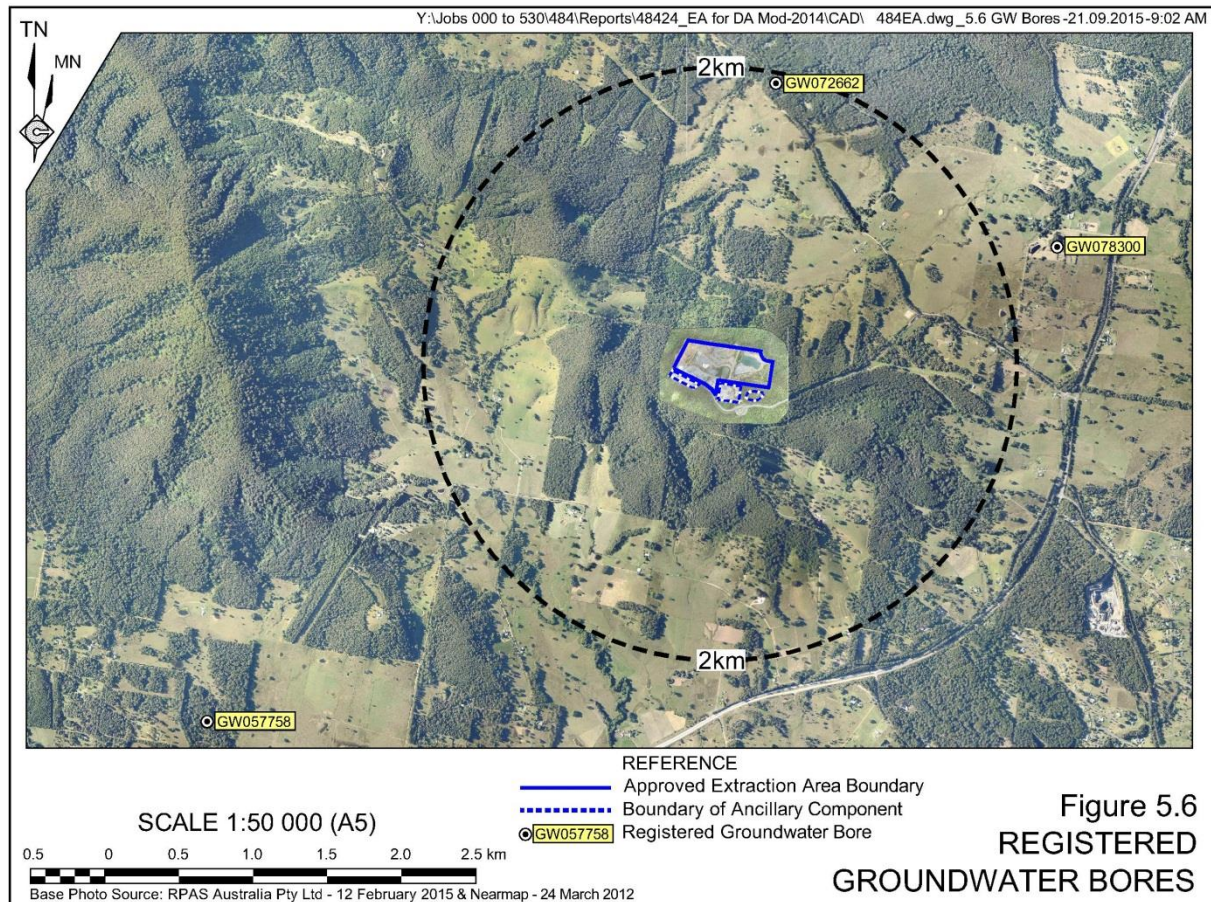 Y:\Jobs 000 to 530\484\Reports\48424_EA for DA Mod-2014\CAD\ 484EA.dwg_5.6 GW Bores-21.09.2015-9:02 AM
TN
MN
2km
GW072662
GW078300
2km
GW057758
REFERENCE
Approved Extraction Area Boundary
Boundary of Ancillary Component
GW057758 Registered Groundwater Bore
SCALE 1:50 000 (A5)
0.5 0 0.5 1.0 1.5 2.0 2.5 km
Base Photo Source: RPAS Australia Pty Ltd - 12 February 2015 & Nearmap - 24 March 2012
Figure 5.6
REGISTERED
GROUNDWATER BORES